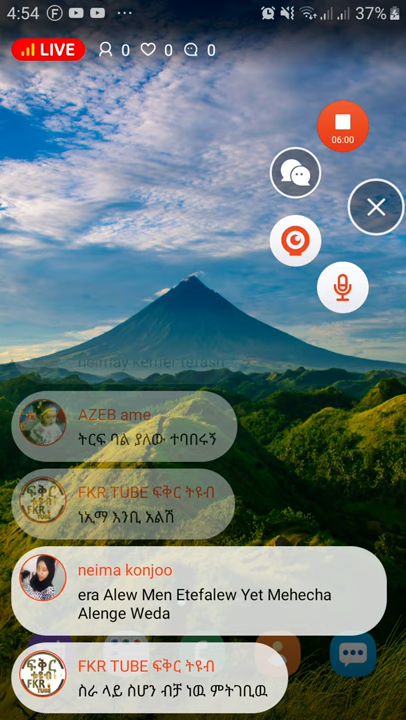 4:54
37%
LIVE 0 0 0
06:00
AZEB ame
ትርፍ ባል ያለው ተባበሩኝ
FKR TUBE ፍቅር ትዩብ
ነኢማ እንቢ አልሽ
neima konjoo
era Alew Men Etefalew Yet Mehecha
Alenge Weda
FKR TUBE ፍቅር ትዩብ
ስራ ላይ ስሆን ብቻ ነዉ ምትገቢዉ